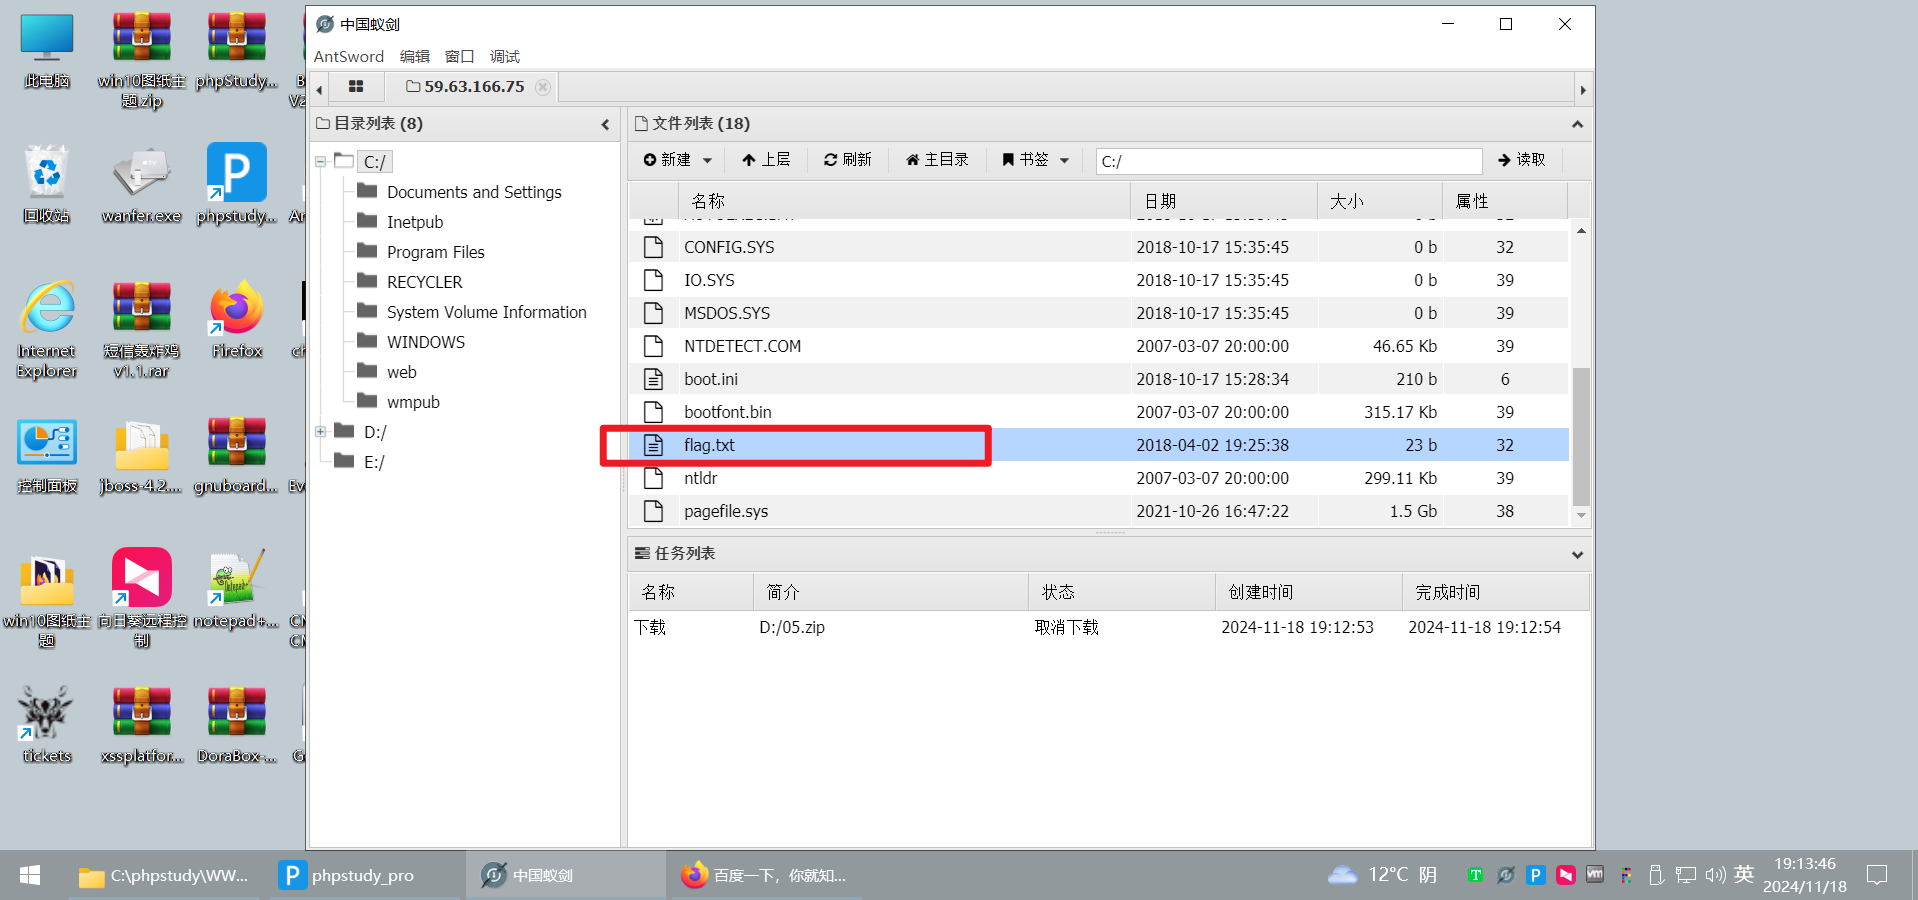 此电脑
win10图纸主
题.zip
phpStudy...
回收站
wanfer.exe
phpstudy...
Internet
Explorer
短信轰炸鸡
v1.1.rar
Firefox
控制面板
jboss-4.2....
gnuboard...
win10图纸主
题
向日葵远程控
制
notepad+...
tickets
xssplatfor...
DoraBox-...
中国蚁剑
AntSword 编辑 窗口 调试
59.63.166.75
目录列表 (8)
C:/
Documents and Settings
Inetpub
Program Files
RECYCLER
System Volume Information
WINDOWS
web
wmpub
D:/
E:/
文件列表 (18)
新建 上层 刷新 主目录 书签 C:/ 读取
名称 日期 大小 属性
CONFIG.SYS 2018-10-17 15:35:45 0 b 32
IO.SYS 2018-10-17 15:35:45 0 b 39
MSDOS.SYS 2018-10-17 15:35:45 0 b 39
NTDETECT.COM 2007-03-07 20:00:00 46.65 Kb 39
boot.ini 2018-10-17 15:28:34 210 b 6
bootfont.bin 2007-03-07 20:00:00 315.17 Kb 39
flag.txt 2018-04-02 19:25:38 23 b 32
ntldr 2007-03-07 20:00:00 299.11 Kb 39
pagefile.sys 2021-10-26 16:47:22 1.5 Gb 38
任务列表
名称 简介 状态 创建时间 完成时间
下载 D:/05.zip 取消下载 2024-11-18 19:12:53 2024-11-18 19:12:54
C:\phpstudy\WW... phpstudy_pro 中国蚁剑 百度一下，你就知... 12°C 阴 英 19:13:46
2024/11/18